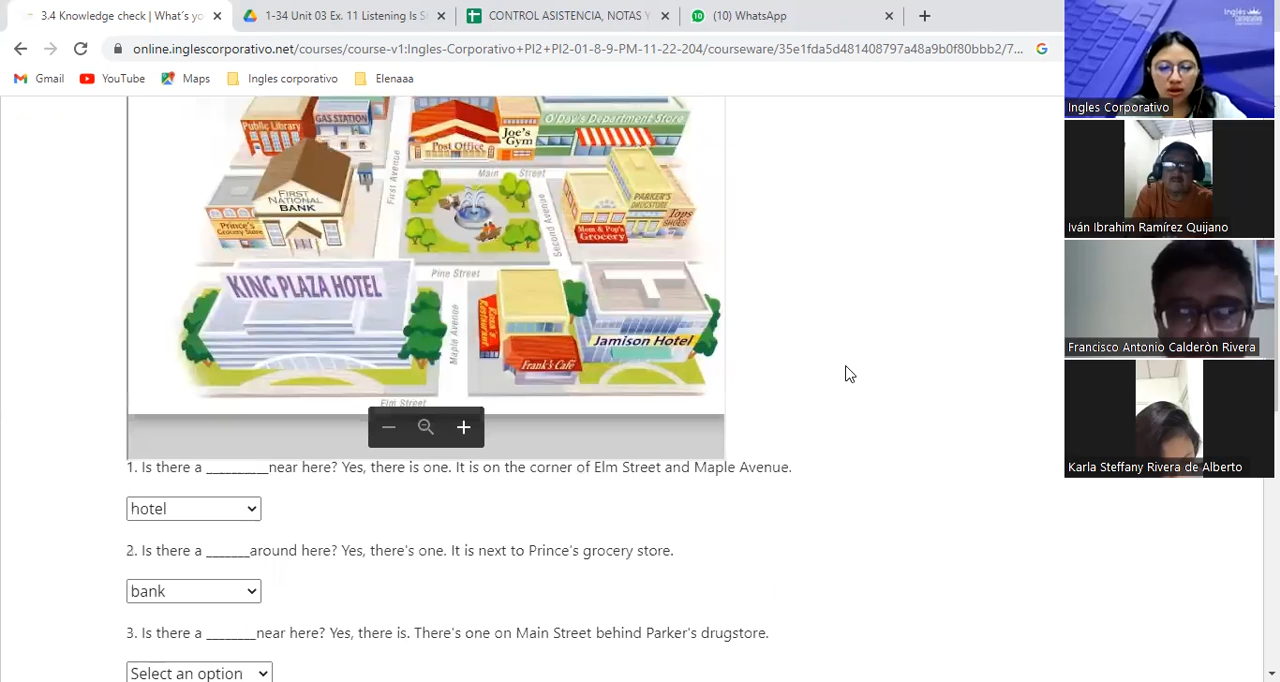 3.4 Knowledge check | What's yo
1-34 Unit 03 Ex. 11 Listening Is
CONTROL ASISTENCIA, NOTAS Y
(10) WhatsApp
online.inglescorporativo.net/courses/course-v1:Ingles-Corporativo+PI2+PI2-01-8-9-PM-11-22-204/courseware/35e1fda5d481408797a48a9b0f80bbb2/7...
Gmail
YouTube
Maps
Ingles corporativo
Elenaaa
Public Library
GAS STATION
Post Office
Joe's Gym
O'Day's Department Store
First Avenue
Main Street
FIRST NATIONAL BANK
Prince's Grocery Store
Second Avenue
PARKER'S DRUGSTORE
Tops SHOES
Mom & Pop's Grocery
Pine Street
KING PLAZA HOTEL
Maple Avenue
Rosa's Restaurant
Frank's Café
Jamison Hotel
Elm Street
1. Is there a __________near here? Yes, there is one. It is on the corner of Elm Street and Maple Avenue.
hotel
2. Is there a _______around here? Yes, there's one. It is next to Prince's grocery store.
bank
3. Is there a ________near here? Yes, there is. There's one on Main Street behind Parker's drugstore.
Select an option
Inglés corporativo
Ingles Corporativo
Iván Ibrahim Ramírez Quijano
Francisco Antonio Calderòn Rivera
Karla Steffany Rivera de Alberto